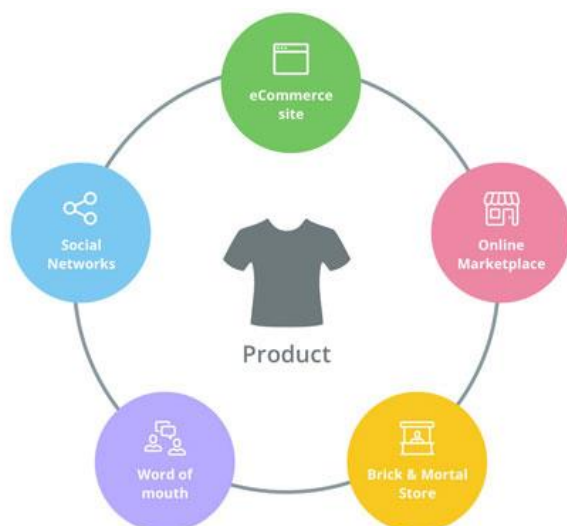 eCommerce
site
Social
Networks
Online
Marketplace
Product
Word of
mouth
Brick & Mortal
Store